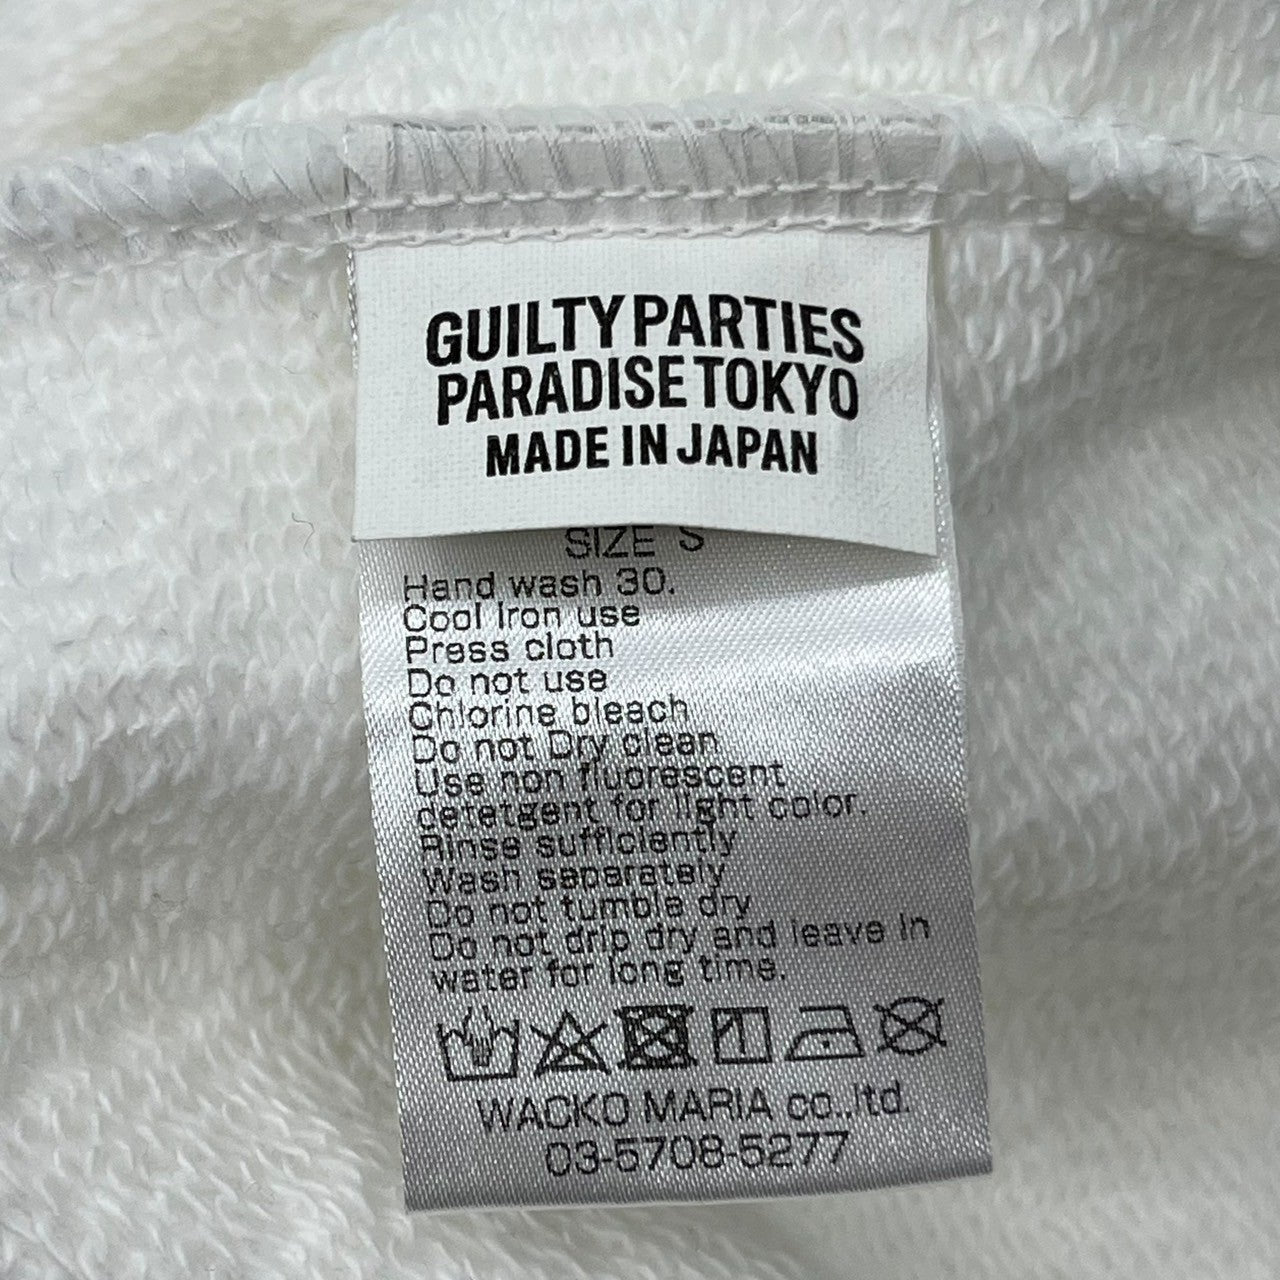 GUILTY PARTIES
PARADISE TOKYO
MADE IN JAPAN
SIZE S
Hand wash 30.
Cool Iron use
Press cloth
Do not use
Chlorine bleach
Do not Dry clean
Use non fluorescent
detetgent for light color.
Rinse sufficiently
Wash separately
Do not tumble dry
Do not drip dry and leave in
water for long time.
WACKO MARIA co.,ltd.
03-5708-5277